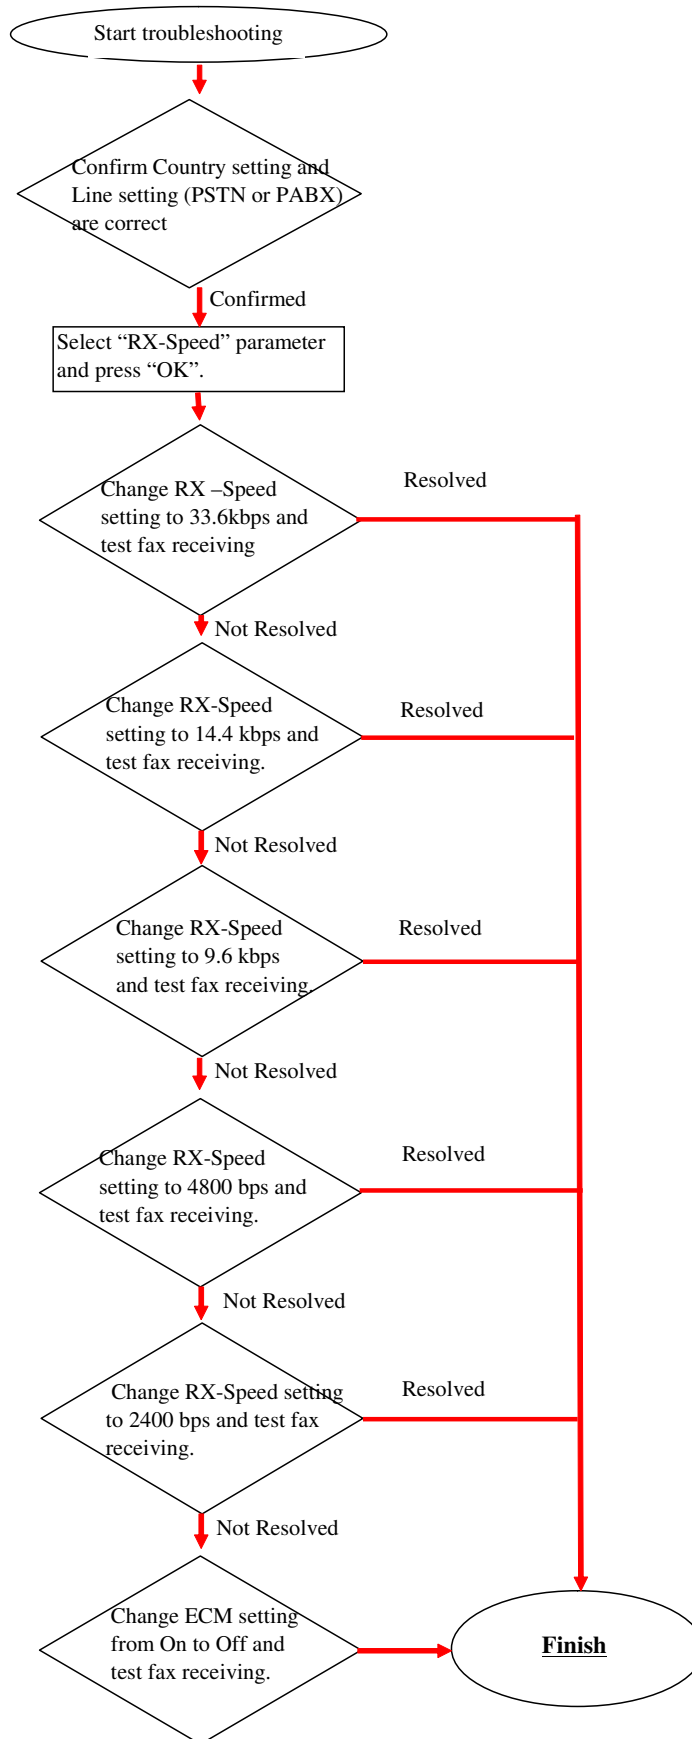 Start troubleshooting
Confirm Country setting and
Line setting (PSTN or PABX)
are correct
Confirmed
Select “RX-Speed” parameter
and press “OK”.
Change RX –Speed
setting to 33.6kbps and
test fax receiving
Resolved
Not Resolved
Change RX-Speed
setting to 14.4 kbps and
test fax receiving.
Resolved
Not Resolved
Change RX-Speed
setting to 9.6 kbps
and test fax receiving.
Resolved
Not Resolved
Change RX-Speed
setting to 4800 bps and
test fax receiving.
Resolved
Not Resolved
Change RX-Speed setting
to 2400 bps and test fax
receiving.
Resolved
Not Resolved
Change ECM setting
from On to Off and
test fax receiving.
Finish